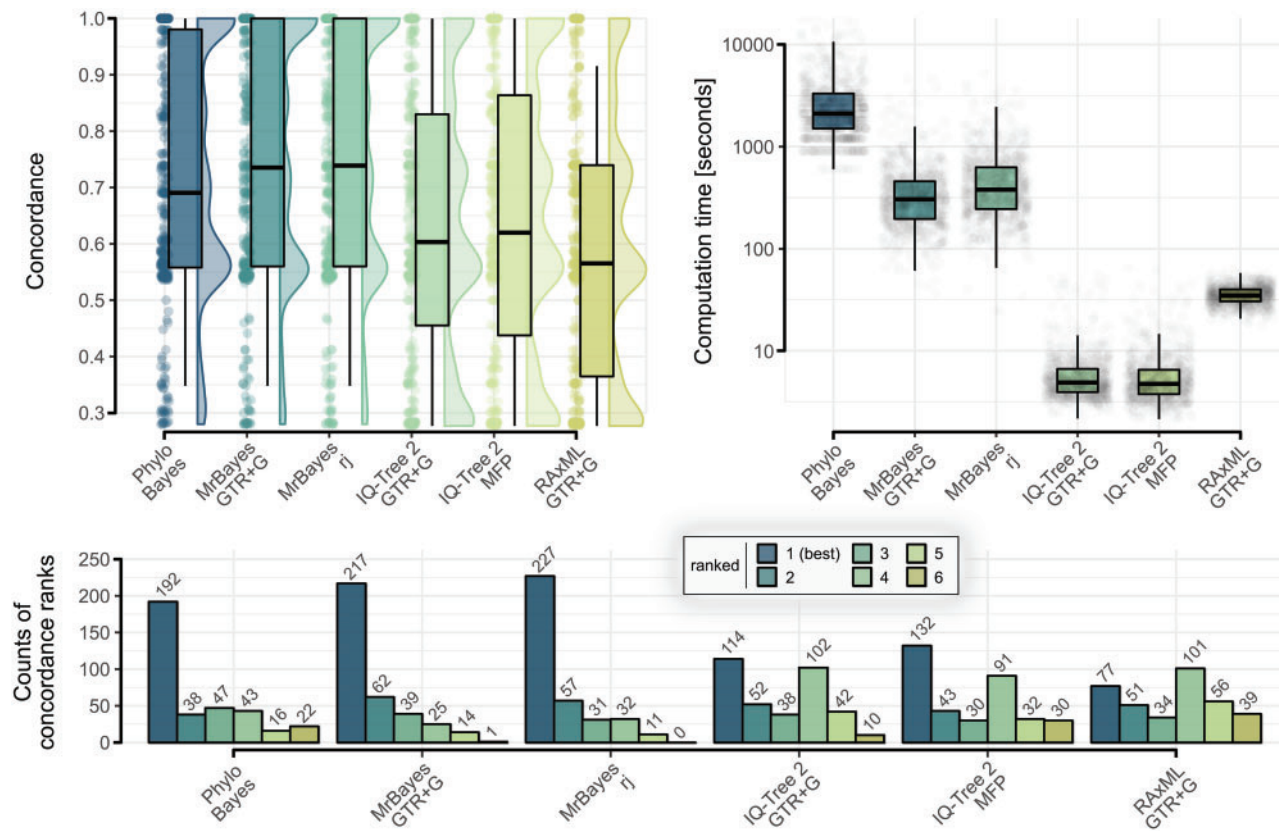 1.0
0.9
0.8
0.7
0.6
0.5
0.4
0.3
Concordance
Phylo
Bayes
MrBayes
GTR+G
MrBayes
rj
IQ-Tree 2
GTR+G
IQ-Tree 2
MFP
RAxML
GTR+G
10000
1000
100
10
Computation time [seconds]
Phylo
Bayes
MrBayes
GTR+G
MrBayes
rj
IQ-Tree 2
GTR+G
IQ-Tree 2
MFP
RAxML
GTR+G
ranked
1 (best)
3
5
2
4
6
250
200
150
100
50
0
Counts of
concordance ranks
192
38
47
43
16
22
217
62
39
25
14
1
227
57
31
32
11
0
114
52
38
102
42
10
132
43
30
91
32
30
77
51
34
101
56
39
Phylo
Bayes
MrBayes
GTR+G
MrBayes
rj
IQ-Tree 2
GTR+G
IQ-Tree 2
MFP
RAxML
GTR+G